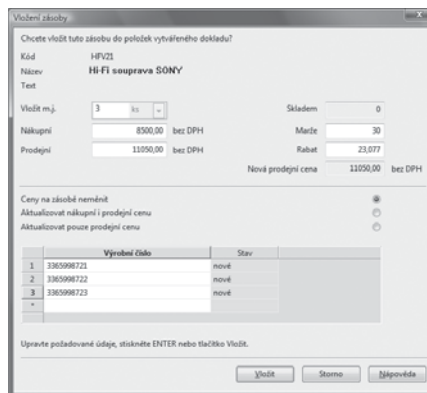 Vložení zásoby
Chcete vložit tuto zásobu do položek vytvářeného dokladu?
Kód HFV21
Název Hi-Fi souprava SONY
Text
Vložit m.j. 3 ks Skladem 0
Nákupní 8500,00 bez DPH Marže 30
Prodejní 11050,00 bez DPH Rabat 23,077
Nová prodejní cena 11050,00 bez DPH
Ceny na zásobě neměnit
Aktualizovat nákupní i prodejní cenu
Aktualizovat pouze prodejní cenu
Výrobní číslo Stav
1 3365998721 nové
2 3365998722 nové
3 3365998723 nové
*
Upravte požadované údaje, stiskněte ENTER nebo tlačítko Vložit.
Vložit Storno Nápověda